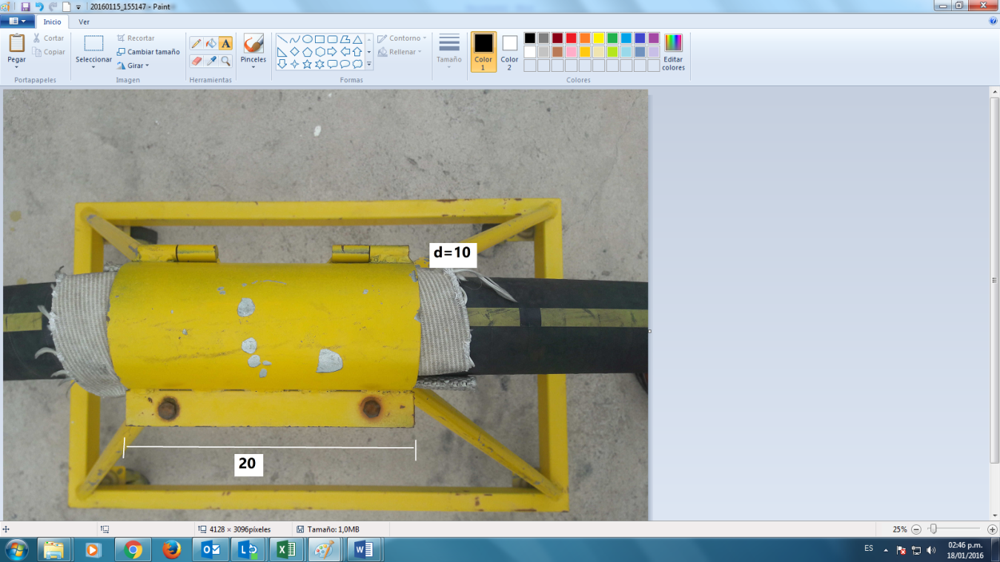 20160115_155147 - Paint
Inicio
Ver
Pegar
Cortar
Copiar
Portapapeles
Seleccionar
Recortar
Cambiar tamaño
Girar
Imagen
A
Herramientas
Pinceles
Contorno
Rellenar
Formas
Tamaño
Color 1
Color 2
Editar colores
Colores
d=10
20
4128 × 3096píxeles
Tamaño: 1,0MB
25%
ES
02:46 p.m.
18/01/2016